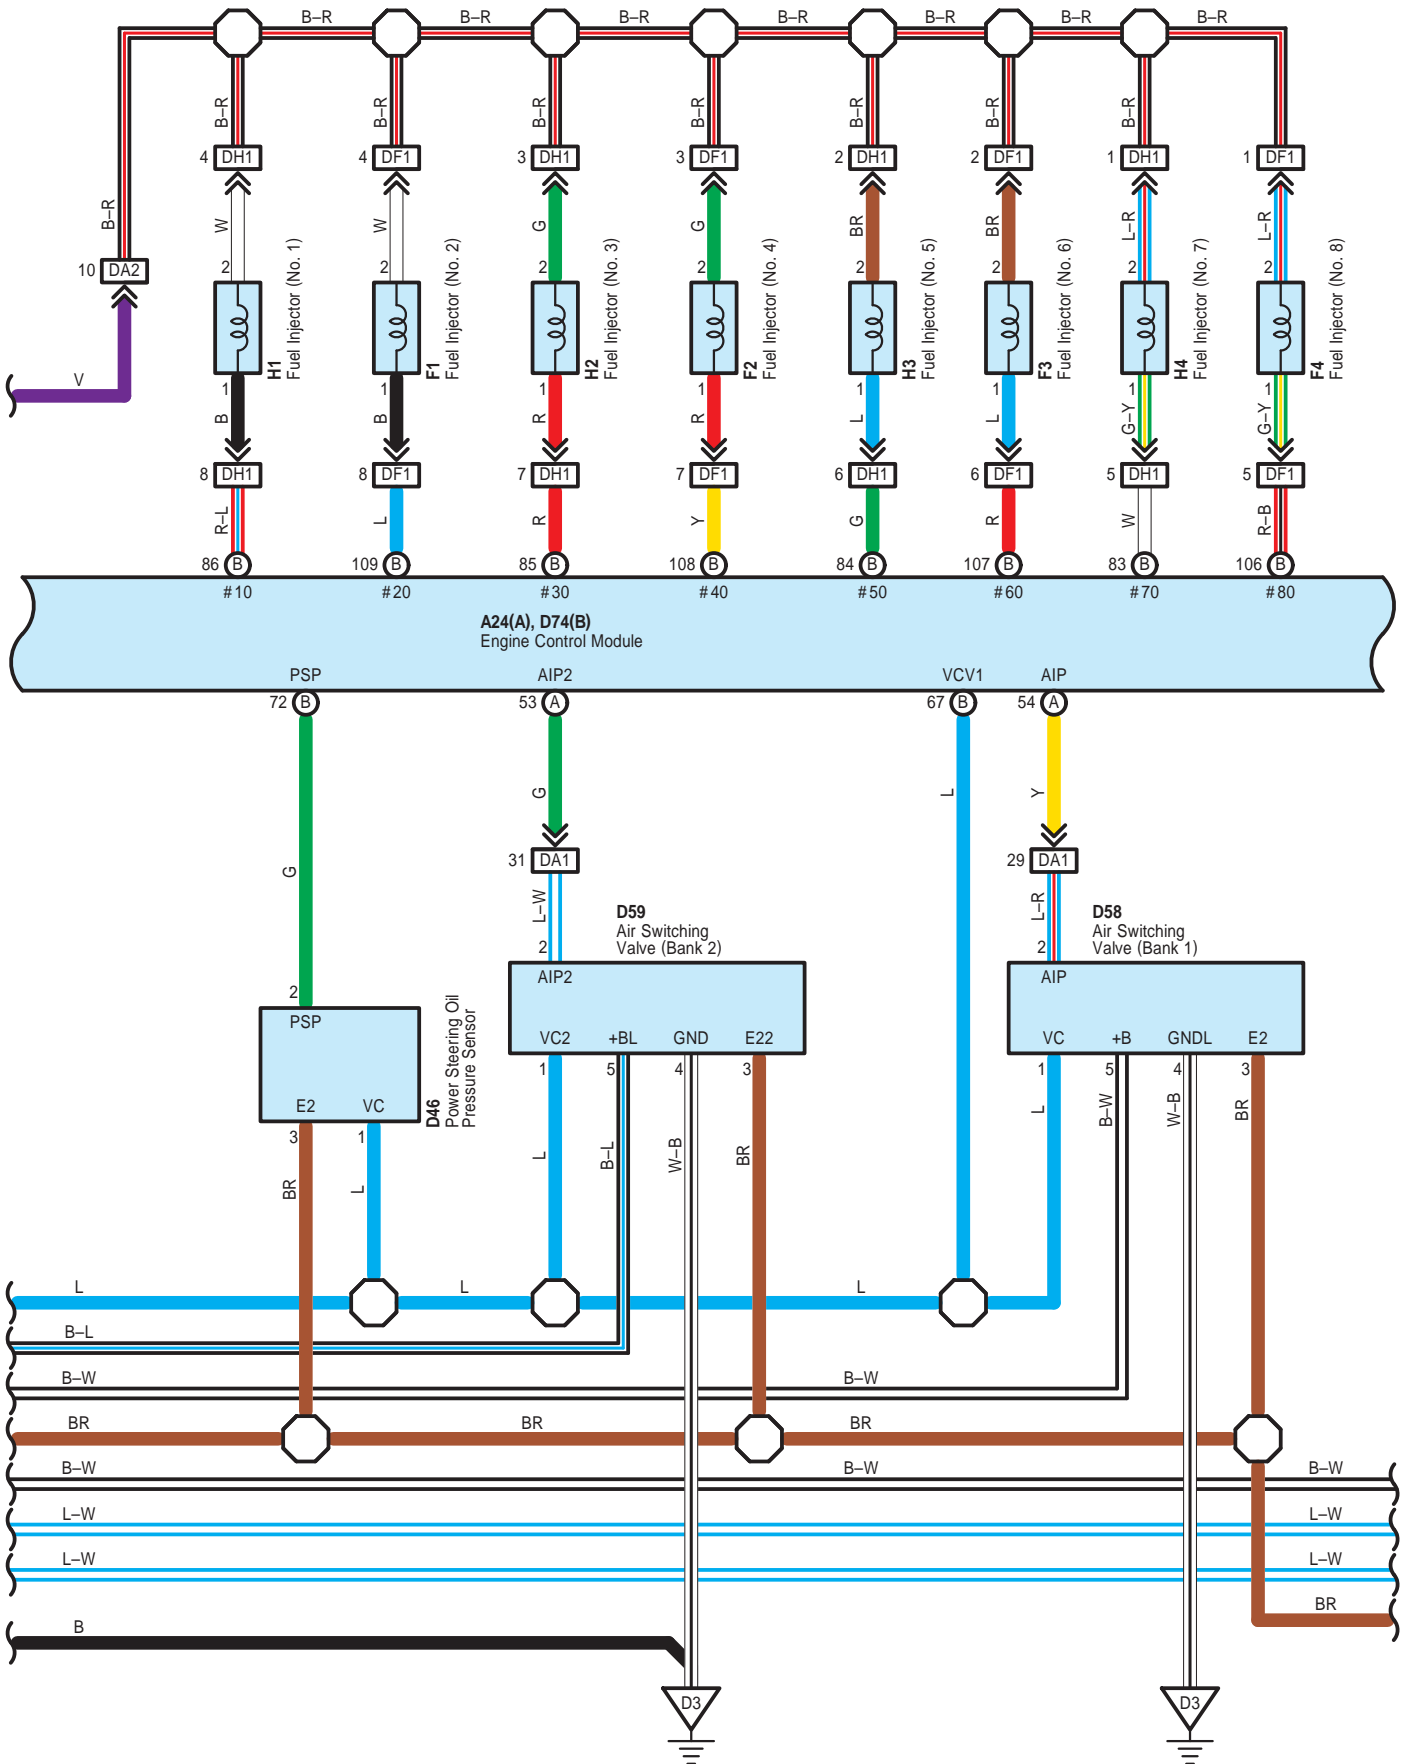 B–R B–R B–R B–R B–R B–R B–R
B–R B–R B–R B–R B–R B–R B–R B–R
4 DH1 4 DF1 3 DH1 3 DF1 2 DH1 2 DF1 1 DH1 1 DF1
B–R W W G G BR BR L–R L–R
10 DA2
2 2 2 2 2 2 2 2
H1
Fuel Injector (No. 1)
F1
Fuel Injector (No. 2)
H2
Fuel Injector (No. 3)
F2
Fuel Injector (No. 4)
H3
Fuel Injector (No. 5)
F3
Fuel Injector (No. 6)
H4
Fuel Injector (No. 7)
F4
Fuel Injector (No. 8)
V
1 1 1 1 1 1 1 1
B B R R L L G–Y G–Y
8 DH1 8 DF1 7 DH1 7 DF1 6 DH1 6 DF1 5 DH1 5 DF1
R–L L R Y G R W R–B
86 B 109 B 85 B 108 B 84 B 107 B 83 B 106 B
#10 #20 #30 #40 #50 #60 #70 #80
A24(A), D74(B)
Engine Control Module
PSP AIP2 VCV1 AIP
72 B 53 A 67 B 54 A
G L Y
31 DA1 29 DA1
G
L–W L–R
D59
Air Switching
Valve (Bank 2)
D58
Air Switching
Valve (Bank 1)
2 2
AIP2 AIP
2
PSP
VC2 +BL GND E22 VC +B GNDL E2
1 5 4 3 1 5 4 3
E2 VC
D46
Power Steering Oil
Pressure Sensor
3 1
L B–L W–B BR L B–W W–B BR
BR L
L L L
B–L
B–W B–W
BR BR BR
B–W B–W B–W
L–W L–W
L–W L–W
BR
B
D3 D3